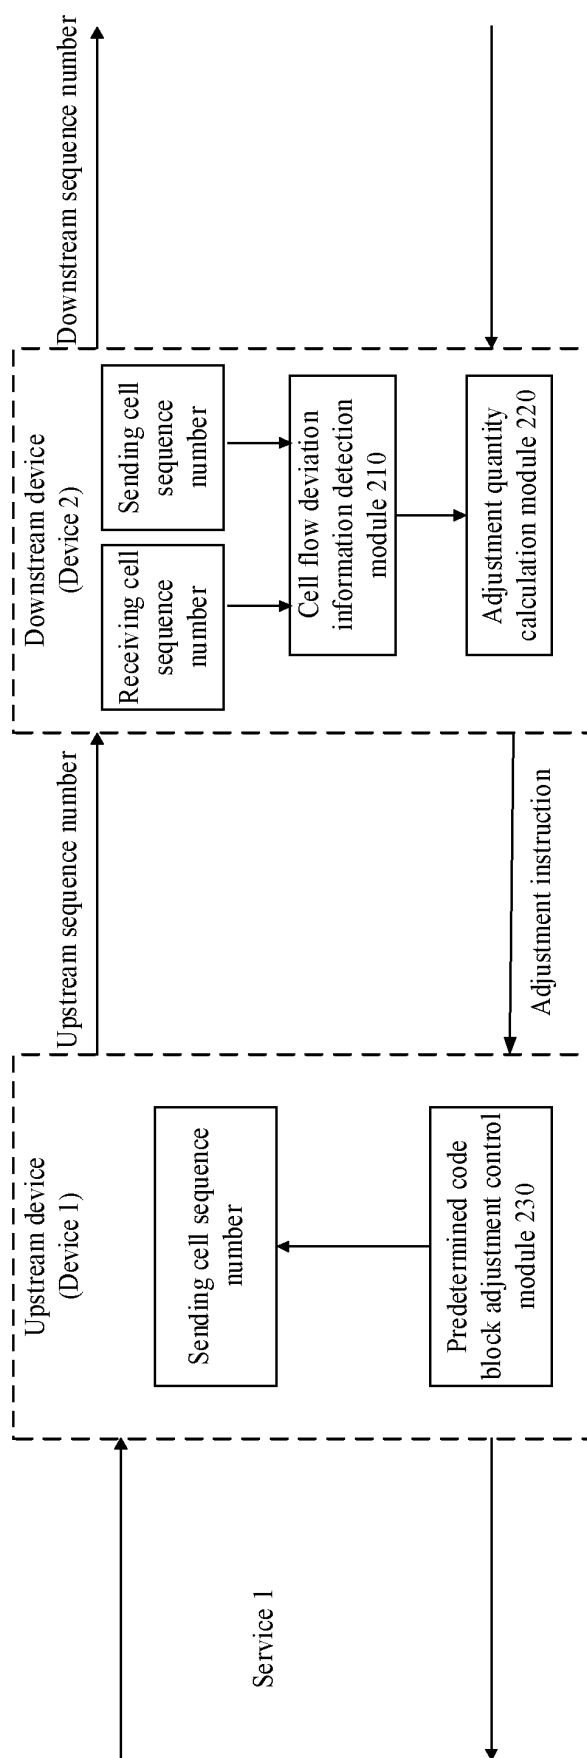 Service 1
Upstream device
(Device 1)
Sending cell sequence
number
Predetermined code
block adjustment control
module 230
Upstream sequence number
Adjustment instruction
Downstream device
(Device 2)
Receiving cell
sequence
number
Sending cell
sequence
number
Cell flow deviation
information detection
module 210
Adjustment quantity
calculation module 220
Downstream sequence number